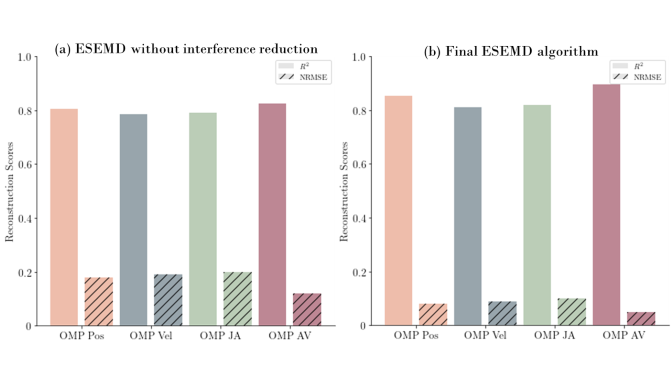 (a) ESEMD without interference reduction
R²
NRMSE
Reconstruction Scores
1.0
0.8
0.6
0.4
0.2
0
OMP Pos
OMP Vel
OMP JA
OMP AV
(b) Final ESEMD algorithm
R²
NRMSE
Reconstruction Scores
1.0
0.8
0.6
0.4
0.2
0
OMP Pos
OMP Vel
OMP JA
OMP AV